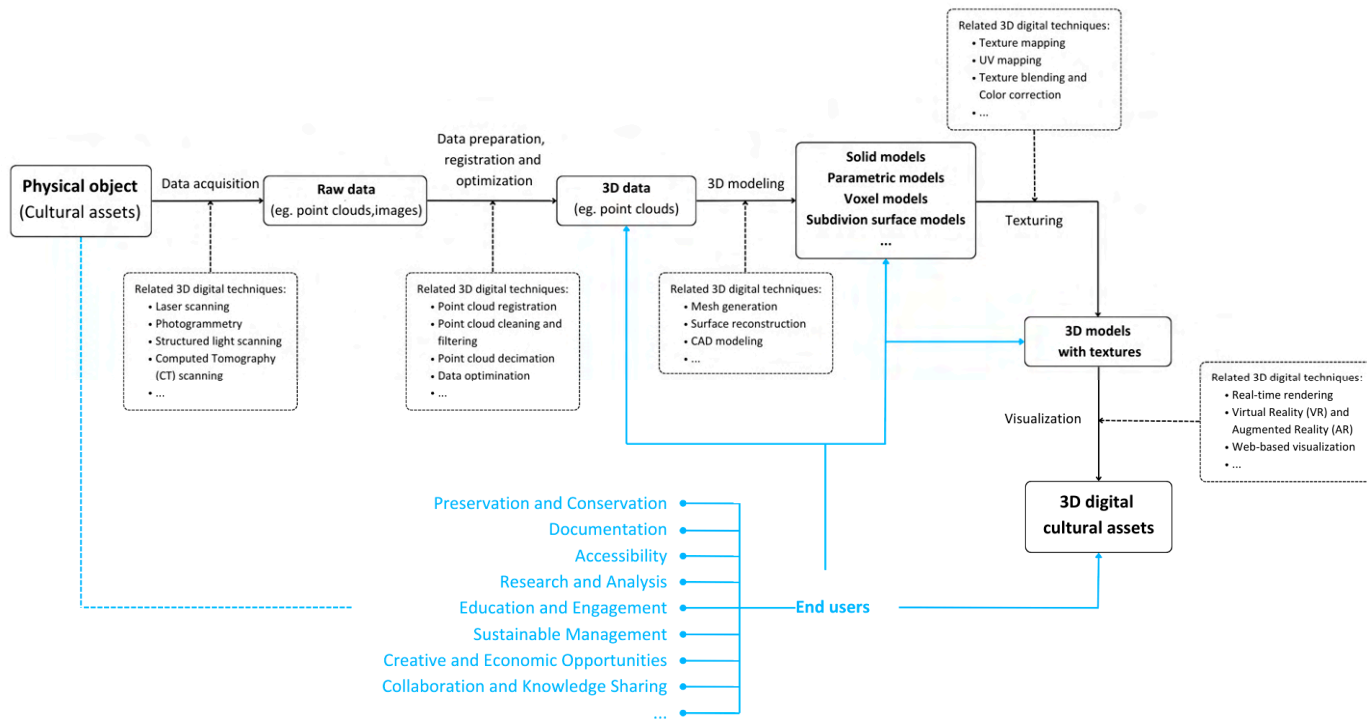 Related 3D digital techniques:
• Texture mapping
• UV mapping
• Texture blending and
Color correction
• ...
Physical object
(Cultural assets)
Data acquisition
Raw data
(eg. point clouds,images)
Data preparation,
registration and
optimization
3D data
(eg. point clouds)
3D modeling
Solid models
Parametric models
Voxel models
Subdivion surface models
...
Texturing
Related 3D digital techniques:
• Laser scanning
• Photogrammetry
• Structured light scanning
• Computed Tomography
(CT) scanning
• ...
Related 3D digital techniques:
• Point cloud registration
• Point cloud cleaning and
filtering
• Point cloud decimation
• Data optimination
• ...
Related 3D digital techniques:
• Mesh generation
• Surface reconstruction
• CAD modeling
• ...
3D models
with textures
Visualization
Related 3D digital techniques:
• Real-time rendering
• Virtual Reality (VR) and
Augmented Reality (AR)
• Web-based visualization
• ...
3D digital
cultural assets
Preservation and Conservation
Documentation
Accessibility
Research and Analysis
Education and Engagement
Sustainable Management
Creative and Economic Opportunities
Collaboration and Knowledge Sharing
...
End users